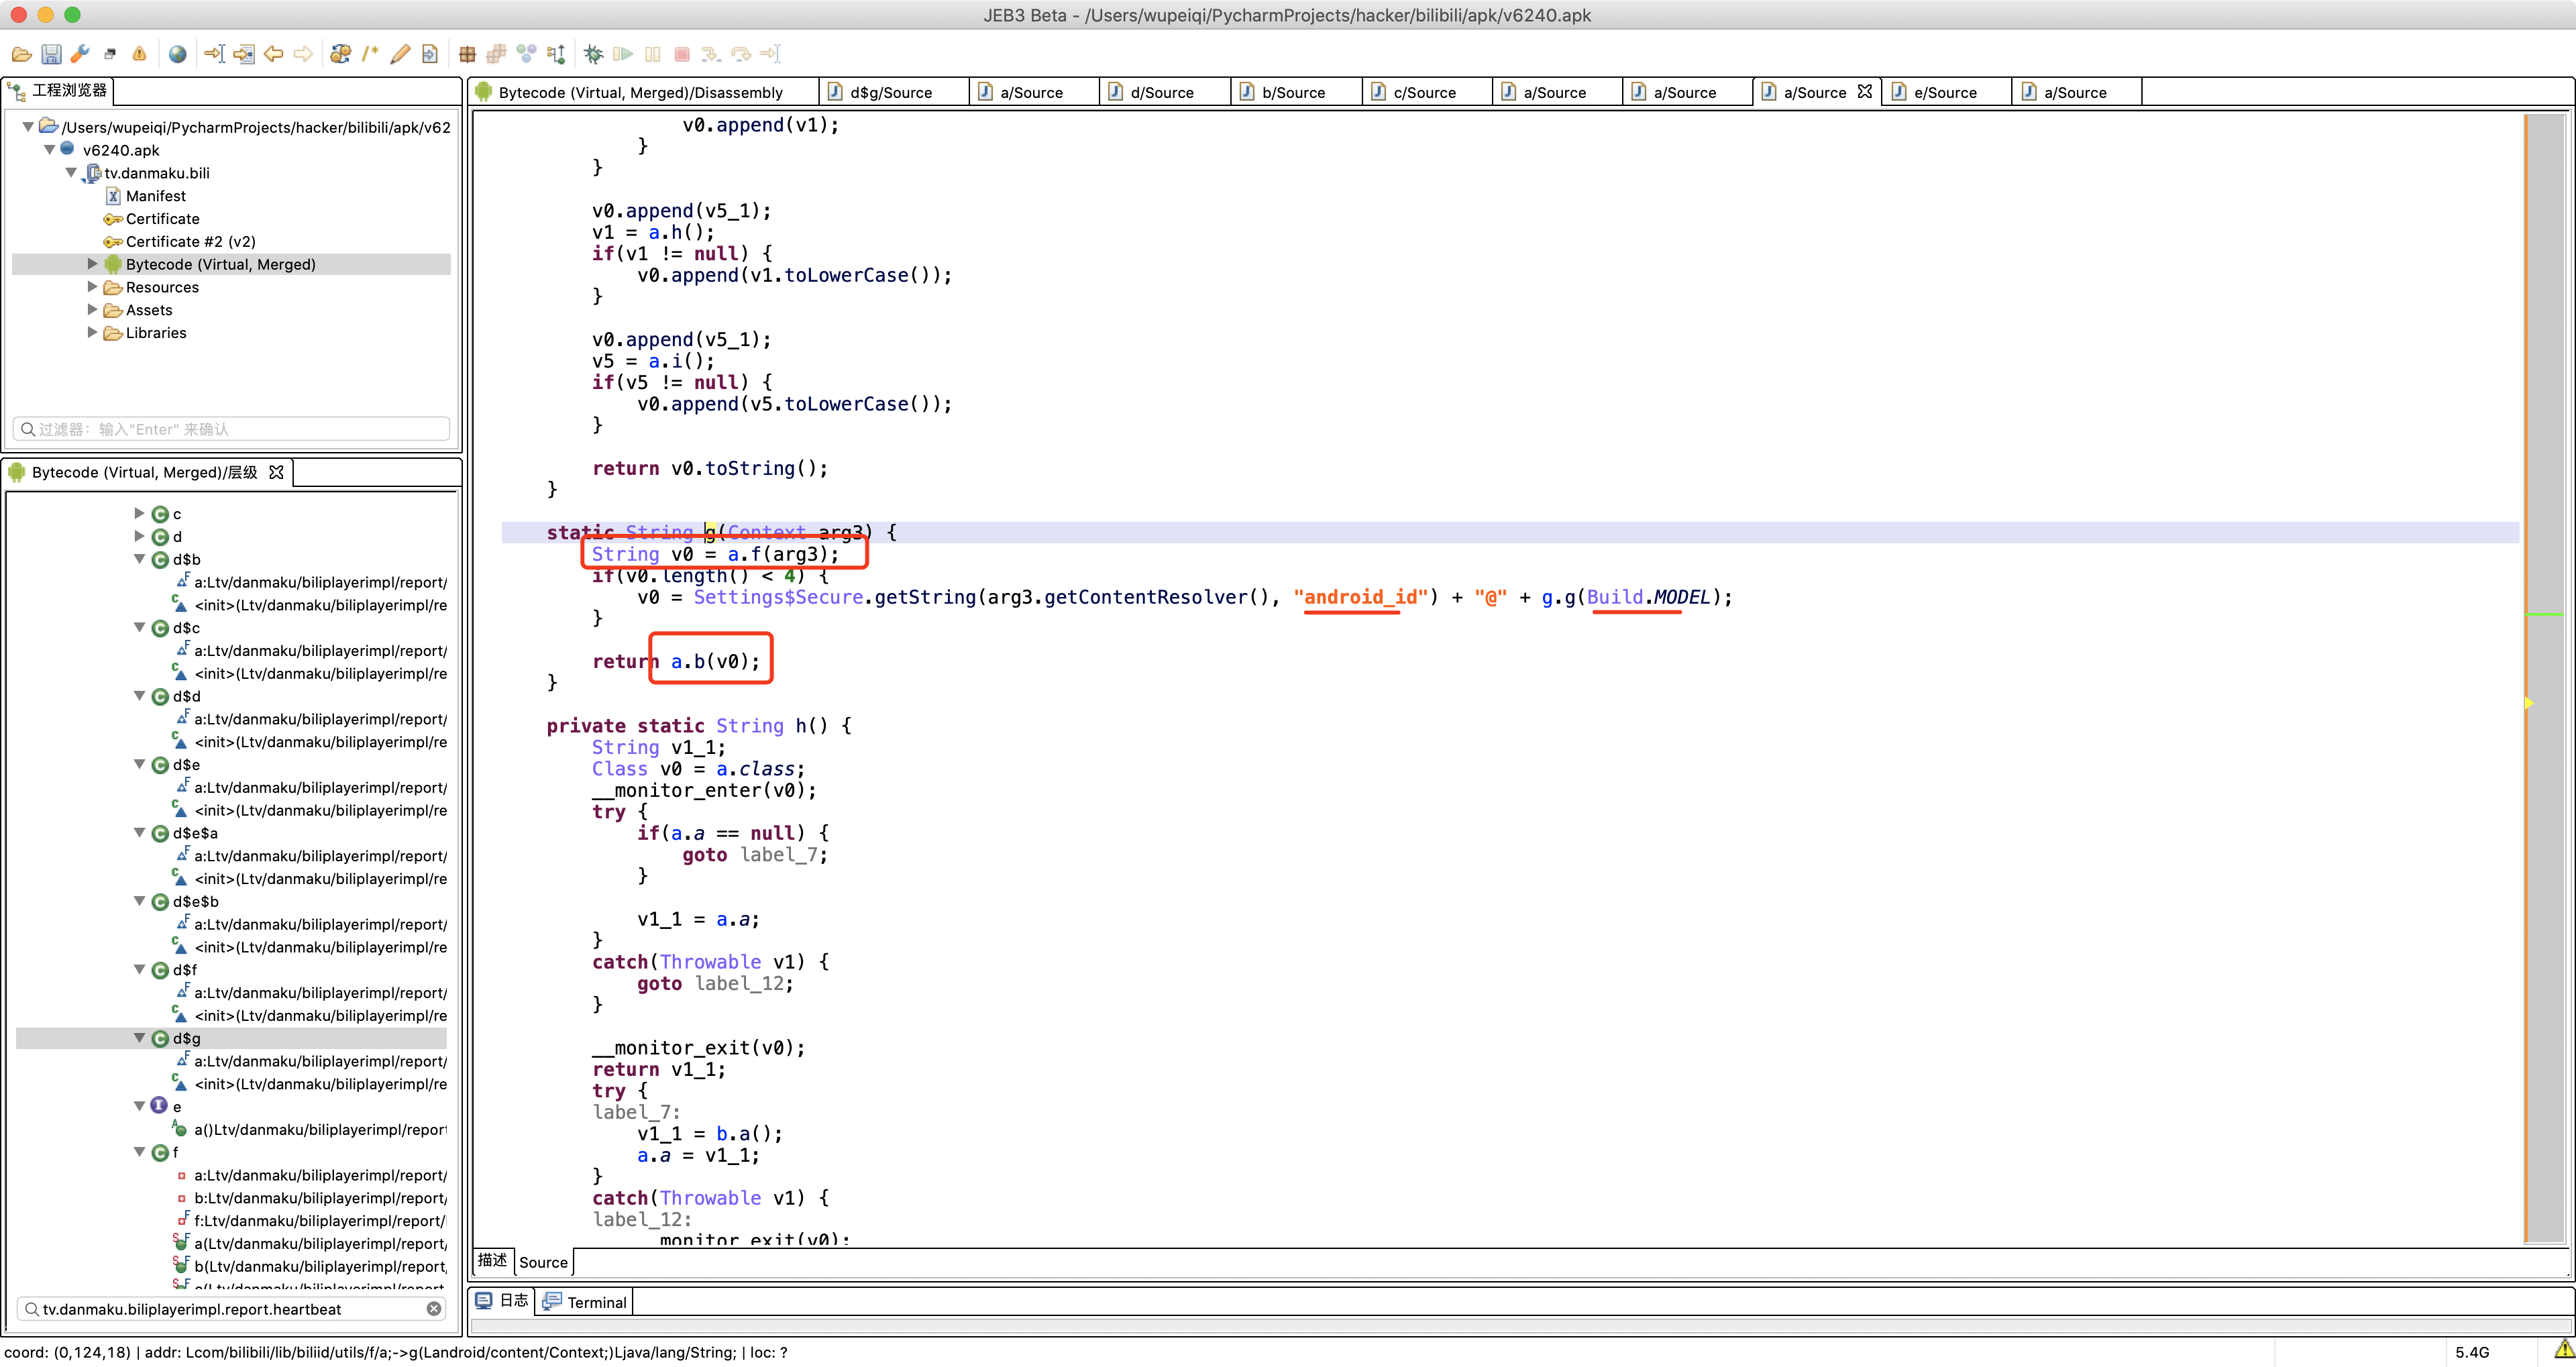 JEB3 Beta - /Users/wupeiqi/PycharmProjects/hacker/bilibili/apk/v6240.apk
工程浏览器
/Users/wupeiqi/PycharmProjects/hacker/bilibili/apk/v62
v6240.apk
tv.danmaku.bili
Manifest
Certificate
Certificate #2 (v2)
Bytecode (Virtual, Merged)
Resources
Assets
Libraries
过滤器：输入"Enter" 来确认
Bytecode (Virtual, Merged)/层级
c
d
d$b
a:Ltv/danmaku/biliplayerimpl/report/
<init>(Ltv/danmaku/biliplayerimpl/re
d$c
a:Ltv/danmaku/biliplayerimpl/report/
<init>(Ltv/danmaku/biliplayerimpl/re
d$d
a:Ltv/danmaku/biliplayerimpl/report/
<init>(Ltv/danmaku/biliplayerimpl/re
d$e
a:Ltv/danmaku/biliplayerimpl/report/
<init>(Ltv/danmaku/biliplayerimpl/re
d$e$a
a:Ltv/danmaku/biliplayerimpl/report/
<init>(Ltv/danmaku/biliplayerimpl/re
d$e$b
a:Ltv/danmaku/biliplayerimpl/report/
<init>(Ltv/danmaku/biliplayerimpl/re
d$f
a:Ltv/danmaku/biliplayerimpl/report/
<init>(Ltv/danmaku/biliplayerimpl/re
d$g
a:Ltv/danmaku/biliplayerimpl/report/
<init>(Ltv/danmaku/biliplayerimpl/re
e
a()Ltv/danmaku/biliplayerimpl/report
f
a:Ltv/danmaku/biliplayerimpl/report/
b:Ltv/danmaku/biliplayerimpl/report/
f:Ltv/danmaku/biliplayerimpl/report/
a(Ltv/danmaku/biliplayerimpl/report/
b(Ltv/danmaku/biliplayerimpl/report,
tv.danmaku.biliplayerimpl.report.heartbeat
Bytecode (Virtual, Merged)/Disassembly
d$g/Source
a/Source
d/Source
b/Source
c/Source
a/Source
a/Source
a/Source
e/Source
a/Source
v0.append(v1);
}
}
v0.append(v5_1);
v1 = a.h();
if(v1 != null) {
v0.append(v1.toLowerCase());
}
v0.append(v5_1);
v5 = a.i();
if(v5 != null) {
v0.append(v5.toLowerCase());
}
return v0.toString();
}
static String g(Context arg3) {
String v0 = a.f(arg3);
if(v0.length() < 4) {
v0 = Settings$Secure.getString(arg3.getContentResolver(), "android_id") + "@" + g.g(Build.MODEL);
}
return a.b(v0);
}
private static String h() {
String v1_1;
Class v0 = a.class;
__monitor_enter(v0);
try {
if(a.a == null) {
goto label_7;
}
v1_1 = a.a;
}
catch(Throwable v1) {
goto label_12;
}
__monitor_exit(v0);
return v1_1;
try {
label_7:
v1_1 = b.a();
a.a = v1_1;
}
catch(Throwable v1) {
label_12:
__monitor_exit(v0);
描述
Source
日志
Terminal
coord: (0,124,18) | addr: Lcom/bilibili/lib/biliid/utils/f/a;->g(Landroid/content/Context;)Ljava/lang/String; | loc: ?
5.4G